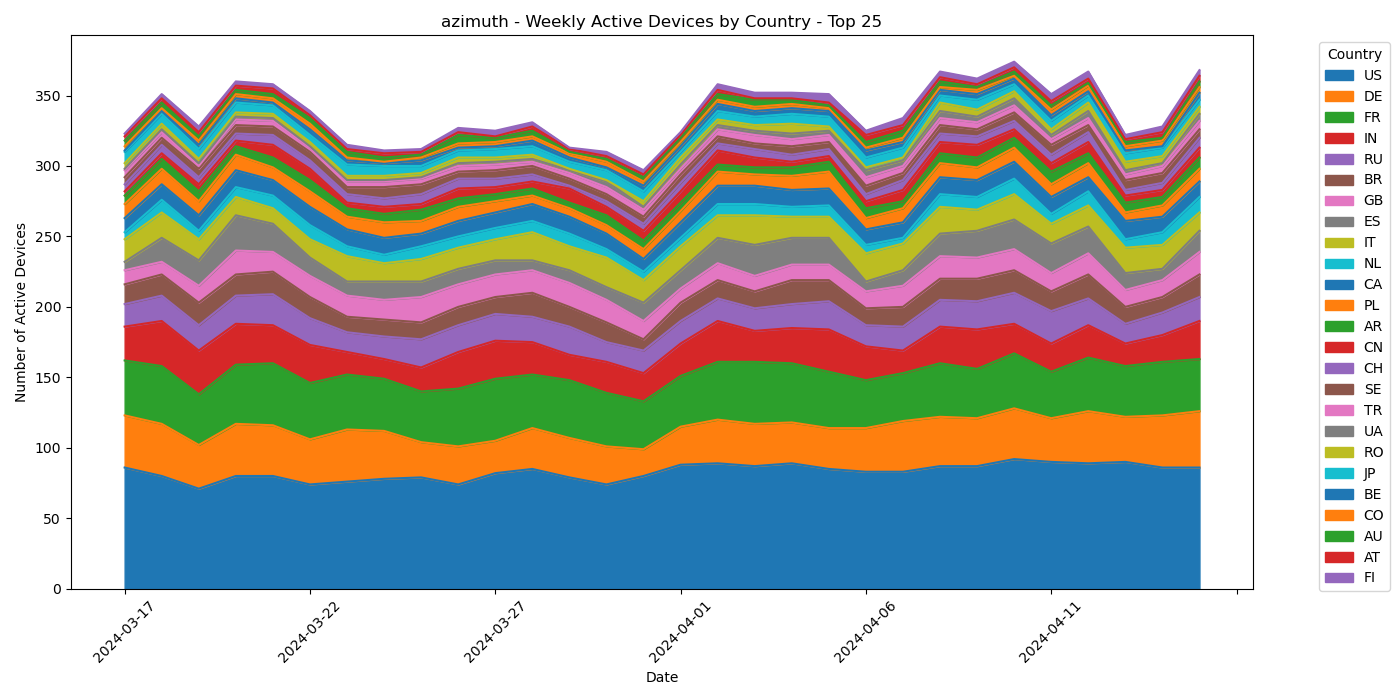 azimuth - Weekly Active Devices by Country - Top 25
Number of Active Devices
350
300
250
200
150
100
50
0
2024-03-17
2024-03-22
2024-03-27
2024-04-01
2024-04-06
2024-04-11
Date
Country
US
DE
FR
IN
RU
BR
GB
ES
IT
NL
CA
PL
AR
CN
CH
SE
TR
UA
RO
JP
BE
CO
AU
AT
FI